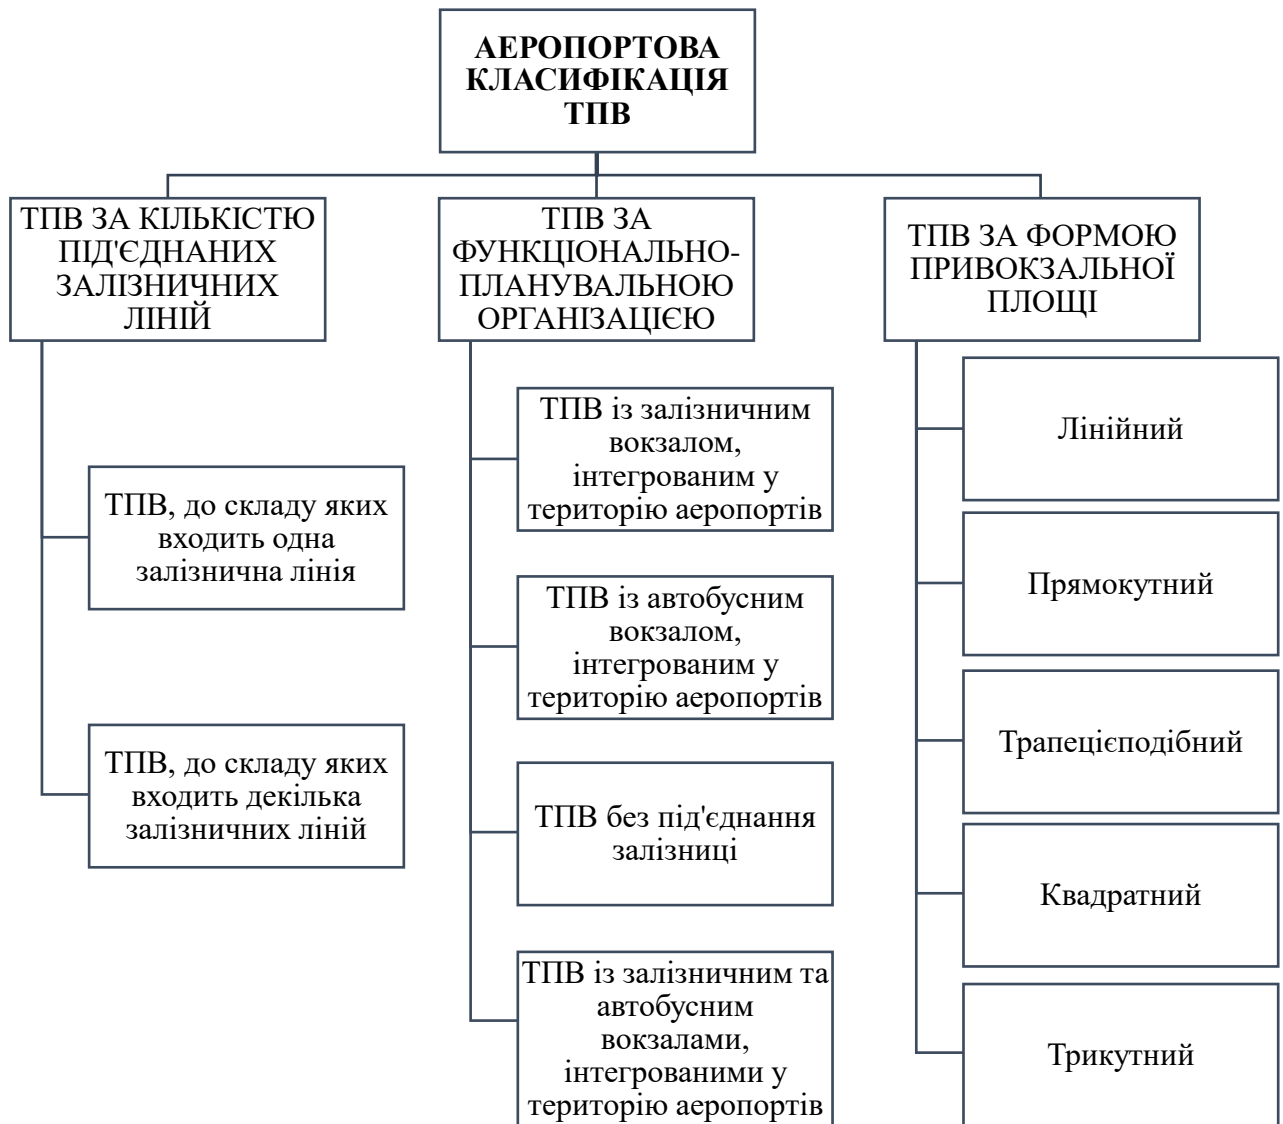 АЕРОПОРТОВА
КЛАСИФІКАЦІЯ
ТПВ
ТПВ ЗА КІЛЬКІСТЮ
ПІД'ЄДНАНИХ
ЗАЛІЗНИЧНИХ
ЛІНІЙ
ТПВ, до складу яких
входить одна
залізнична лінія
ТПВ, до складу яких
входить декілька
залізничних ліній
ТПВ ЗА
ФУНКЦІОНАЛЬНО-
ПЛАНУВАЛЬНОЮ
ОРГАНІЗАЦІЄЮ
ТПВ із залізничним
вокзалом,
інтегрованим у
територію аеропортів
ТПВ із автобусним
вокзалом,
інтегрованим у
територію аеропортів
ТПВ без під'єднання
залізниці
ТПВ із залізничним та
автобусним
вокзалами,
інтегрованими у
територію аеропортів
ТПВ ЗА ФОРМОЮ
ПРИВОКЗАЛЬНОЇ
ПЛОЩІ
Лінійний
Прямокутний
Трапецієподібний
Квадратний
Трикутний